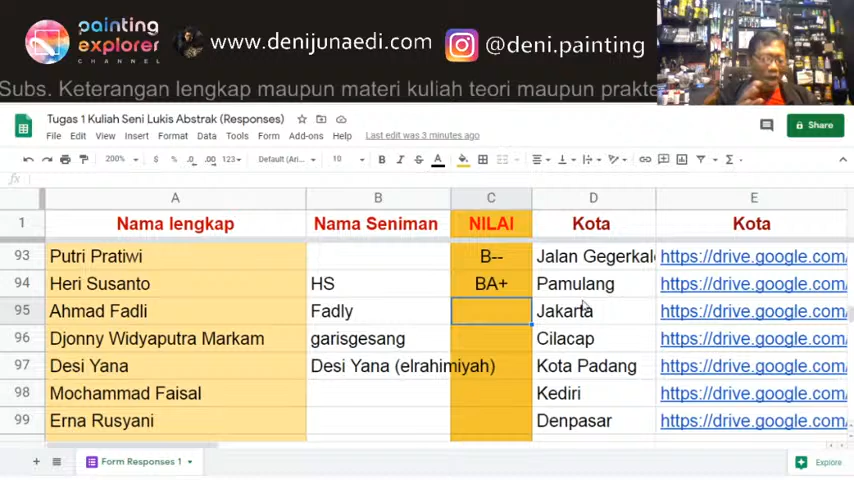 painting explorer CHANNEL
www.denijunaedi.com
@deni.painting
Subs. Keterangan lengkap maupun materi kuliah teori maupun prakte
Tugas 1 Kuliah Seni Lukis Abstrak (Responses)
File Edit View Insert Format Data Tools Form Add-ons Help Last edit was 3 minutes ago
Share
200% $ % .0 .00 123 Default (Ari... 10 B I S A
fx
A B C D E
1 Nama lengkap Nama Seniman NILAI Kota Kota
93 Putri Pratiwi B-- Jalan Gegerkale https://drive.google.com/
94 Heri Susanto HS BA+ Pamulang https://drive.google.com/
95 Ahmad Fadli Fadly Jakarta https://drive.google.com/
96 Djonny Widyaputra Markam garisgesang Cilacap https://drive.google.com/
97 Desi Yana Desi Yana (elrahimiyah) Kota Padang https://drive.google.com/
98 Mochammad Faisal Kediri https://drive.google.com/
99 Erna Rusyani Denpasar https://drive.google.com/
Form Responses 1
Explore